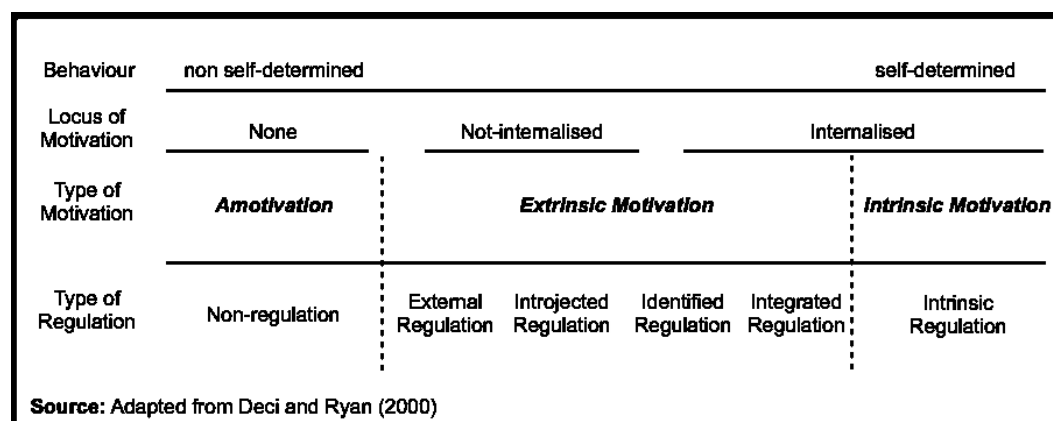 Behaviour non self-determined self-determined
Locus of
Motivation None Not-internalised Internalised
Type of
Motivation Amotivation Extrinsic Motivation Intrinsic Motivation
Type of
Regulation Non-regulation External
Regulation Introjected
Regulation Identified
Regulation Integrated
Regulation Intrinsic
Regulation
Source: Adapted from Deci and Ryan (2000)